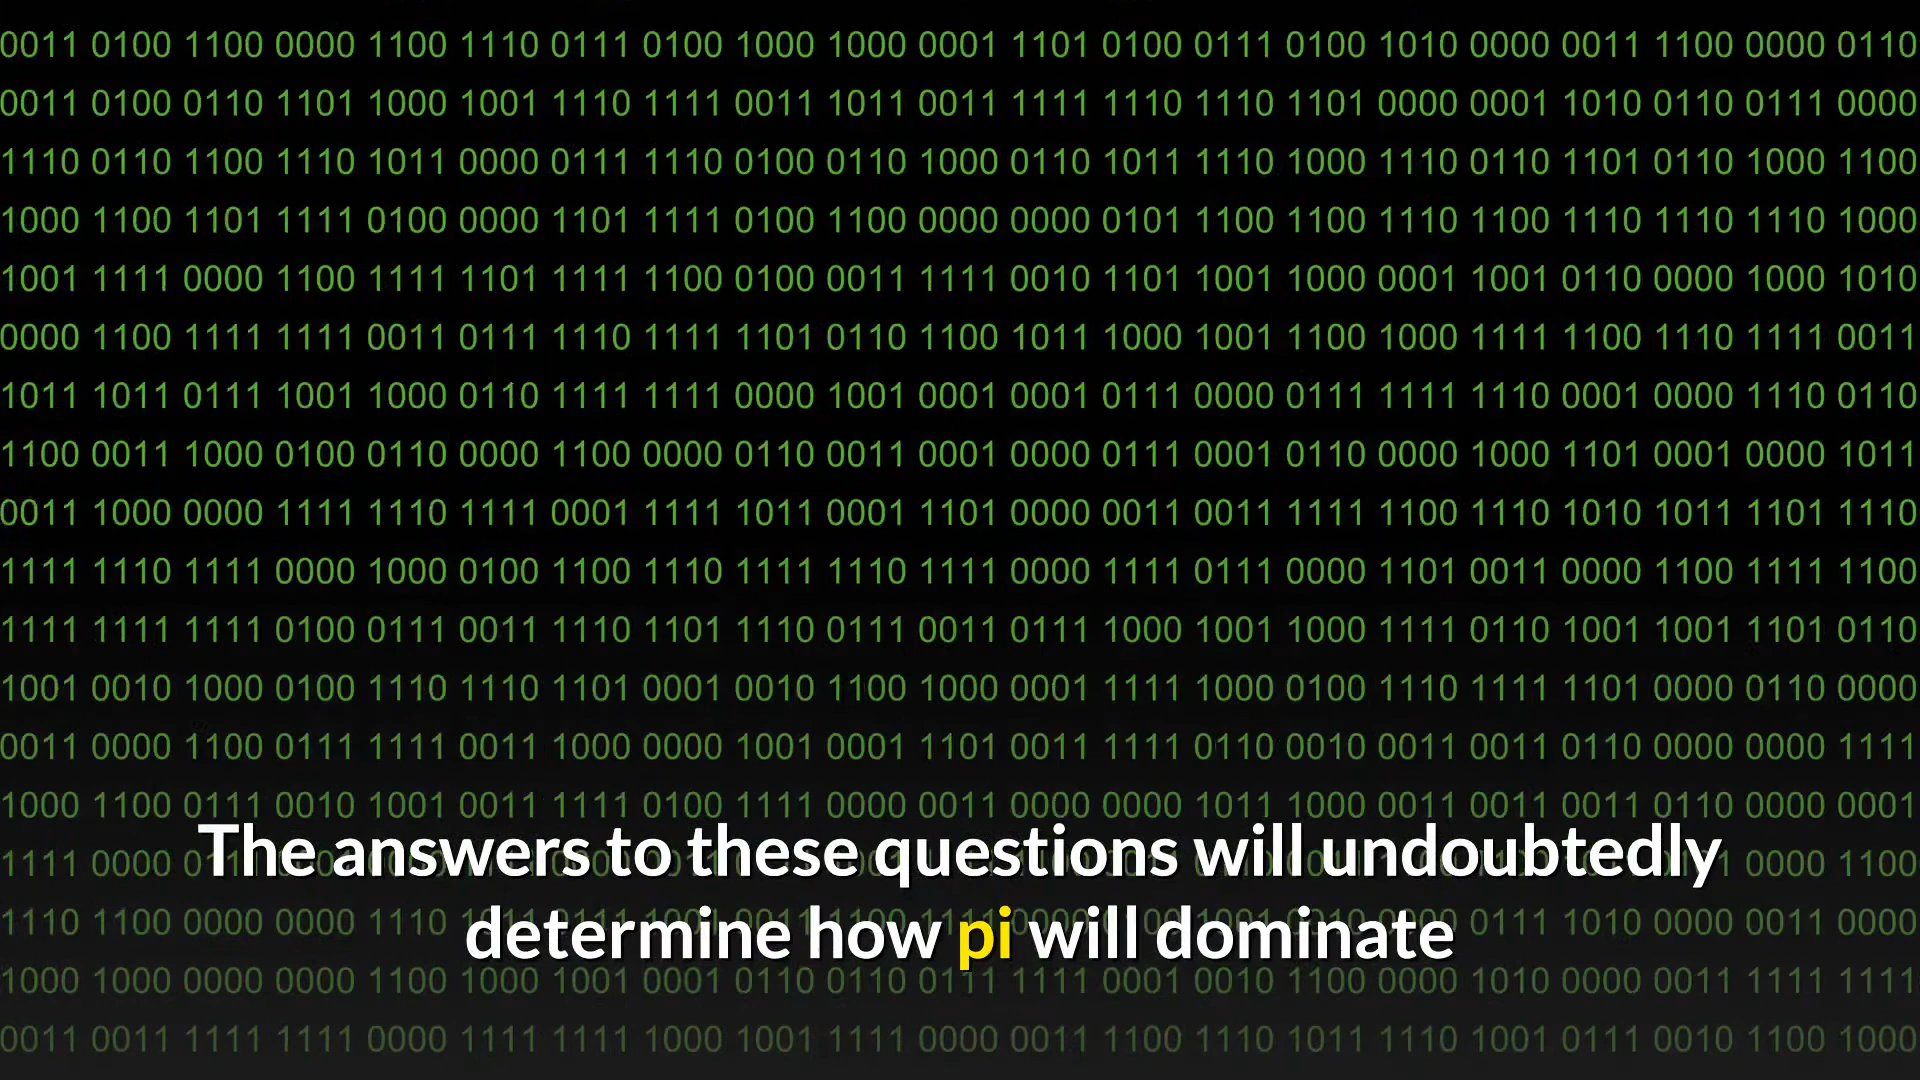 0011 0100 1100 0000 1100 1110 0111 0100 1000 1000 0001 1101 0100 0111 0100 1010 0000 0011 1100 0000 0110
0011 0100 0110 1101 1000 1001 1110 1111 0011 1011 0011 1111 1110 1110 1101 0000 0001 1010 0110 0111 0000
1110 0110 1100 1110 1011 0000 0111 1110 0100 0110 1000 0110 1011 1110 1000 1110 0110 1101 0110 1000 1100
1000 1100 1101 1111 0100 0000 1101 1111 0100 1100 0000 0000 0101 1100 1100 1110 1100 1110 1110 1110 1000
1001 1111 0000 1100 1111 1101 1111 1100 0100 0011 1111 0010 1101 1001 1000 0001 1001 0110 0000 1000 1010
0000 1100 1111 1111 0011 0111 1110 1111 1101 0110 1100 1011 1000 1001 1100 1000 1111 1100 1110 1111 0011
1011 1011 0111 1001 1000 0110 1111 1111 0000 1001 0001 0001 0111 0000 0111 1111 1110 0001 0000 1110 0110
1100 0011 1000 0100 0110 0000 1100 0000 0110 0011 0001 0000 0111 0001 0110 0000 1000 1101 0001 0000 1011
0011 1000 0000 1111 1110 1111 0001 1111 1011 0001 1101 0000 0011 0011 1111 1100 1110 1010 1011 1101 1110
1111 1110 1111 0000 1000 0100 1100 1110 1111 1110 1111 0000 1111 0111 0000 1101 0011 0000 1100 1111 1100
1111 1111 1111 0100 0111 0011 1110 1101 1110 0111 0011 0111 1000 1001 1000 1111 0110 1001 1001 1101 0110
1001 0010 1000 0100 1110 1110 1101 0001 0010 1100 1000 0001 1111 1000 0100 1110 1111 1101 0000 0110 0000
0011 0000 1100 0111 1111 0011 1000 0000 1001 0001 1101 0011 1111 0110 0010 0011 0011 0110 0000 0000 1111
1000 1100 0111 0010 1001 0011 1111 0100 1111 0000 0011 0000 0000 1011 1000 0011 0011 0011 0110 0000 0001
1111 0000 0000 1100
The answers to these questions will undoubtedly
1110 1100 0000 0000 1110 0111 1010 0000 0011 0000
determine how pi will dominate
1000 1000 0000 0000 1100 1000 1001 0001 0110 0110 0111 1111 0001 0010 1100 0000 1010 0000 0011 1111 1111
0011 0011 1111 1111 0000 1111 1111 1000 1001 1111 0000 0011 1100 1110 1011 1110 1001 0111 0010 1100 1000